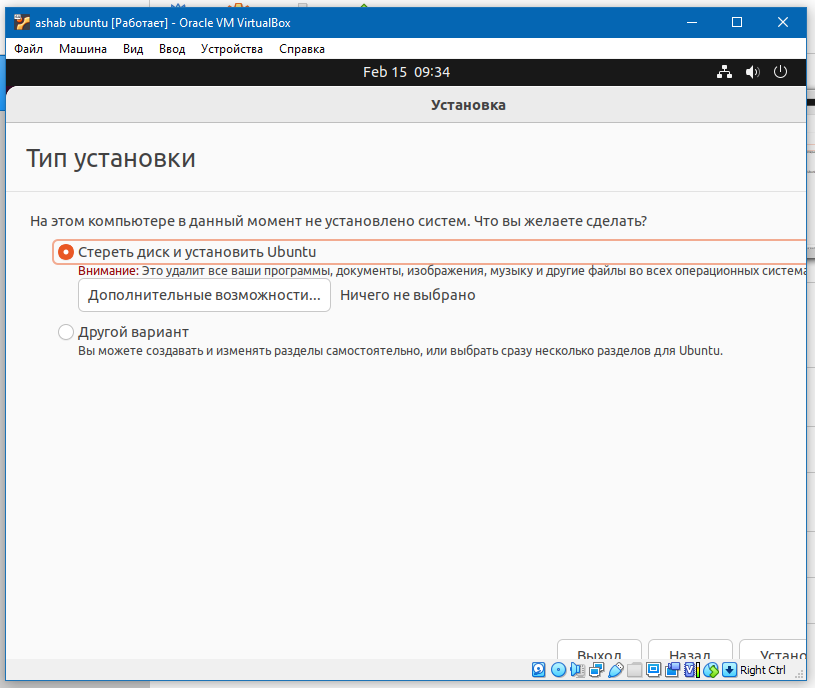 ashab ubuntu [Работает] - Oracle VM VirtualBox
Файл Машина Вид Ввод Устройства Справка
Feb 15 09:34
Установка
Тип установки
На этом компьютере в данный момент не установлено систем. Что вы желаете сделать?
Стереть диск и установить Ubuntu
Внимание: Это удалит все ваши программы, документы, изображения, музыку и другие файлы во всех операционных система
Дополнительные возможности... Ничего не выбрано
Другой вариант
Вы можете создавать и изменять разделы самостоятельно, или выбрать сразу несколько разделов для Ubuntu.
Выход Назад Устано
Right Ctrl